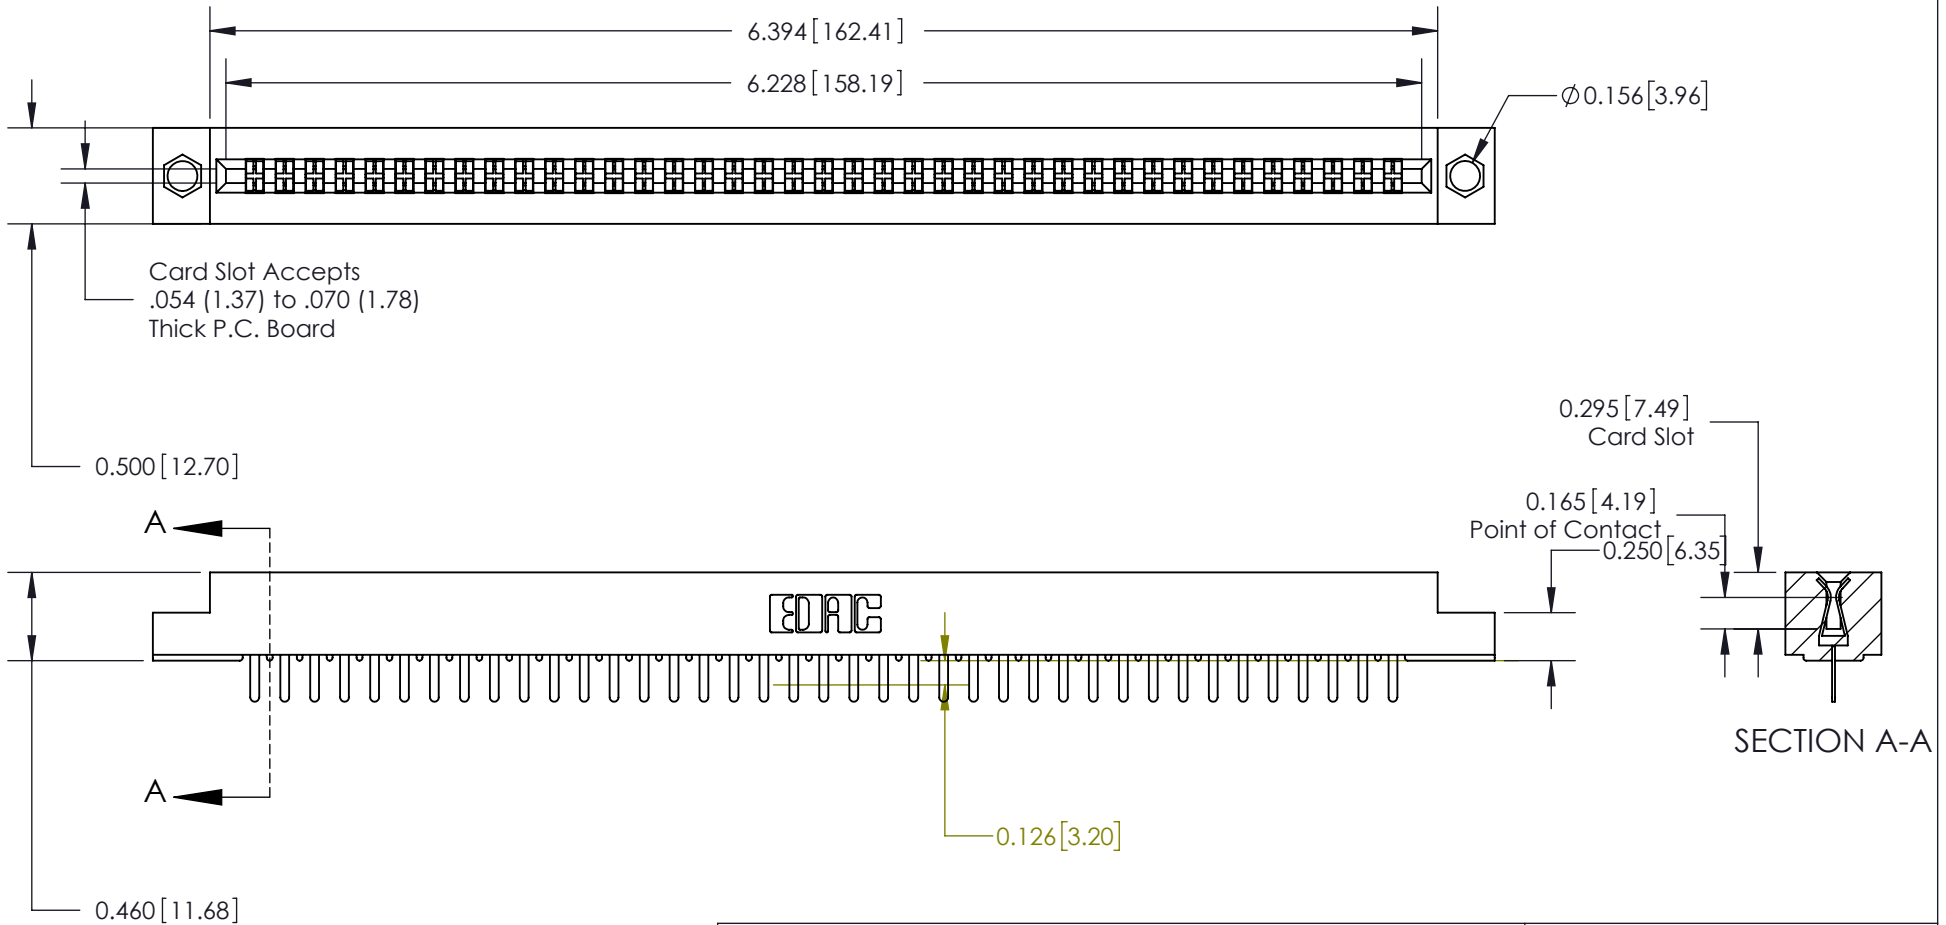 6.394[162.41]
6.228[158.19]
∅0.156[3.96]
Card Slot Accepts
.054 (1.37) to .070 (1.78)
Thick P.C. Board
0.500[12.70]
0.295[7.49]
Card Slot
0.165[4.19]
Point of Contact
0.250[6.35]
A
EDAC
A
SECTION A-A
0.126[3.20]
0.460[11.68]